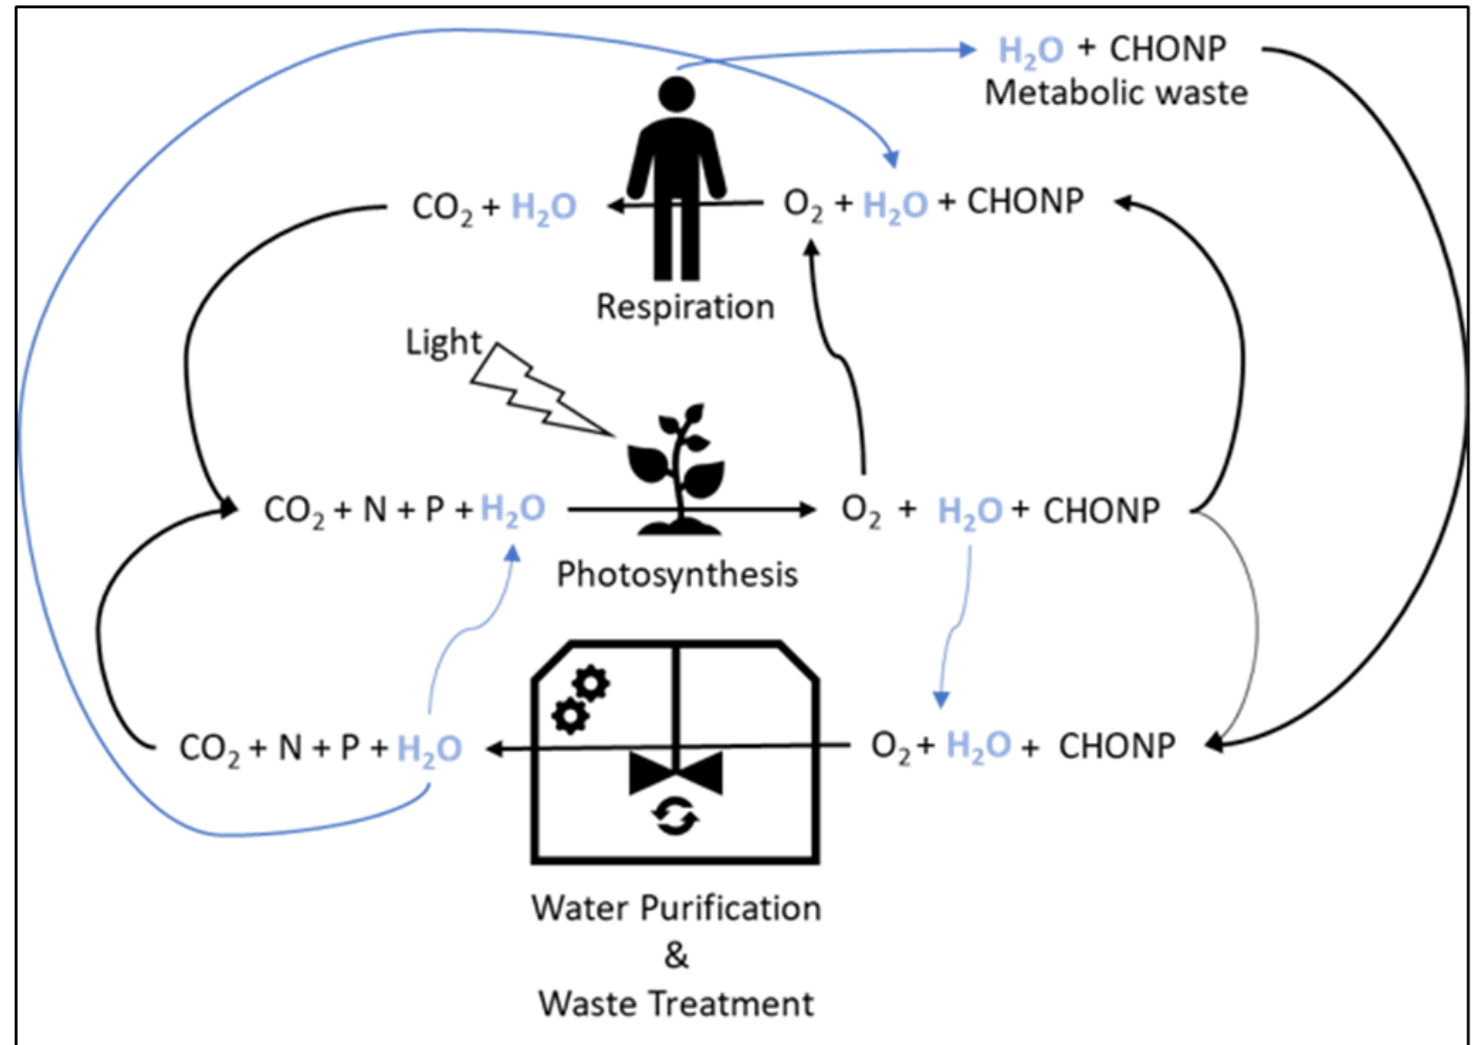 H₂O + CHONP
Metabolic waste
CO₂ + H₂O
O₂ + H₂O + CHONP
Respiration
Light
CO₂ + N + P + H₂O
O₂ + H₂O + CHONP
Photosynthesis
CO₂ + N + P + H₂O
O₂ + H₂O + CHONP
Water Purification
&
Waste Treatment